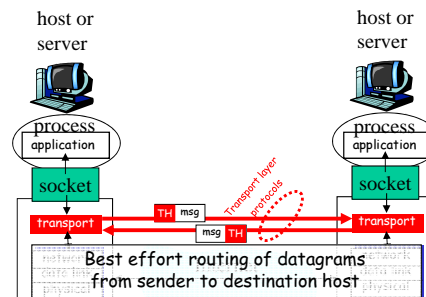 host or
server
host or
server
process
application
process
application
socket
socket
Transport layer
protocols
TH msg
transport
transport
msg TH
Best effort routing of datagrams
from sender to destination host
physical